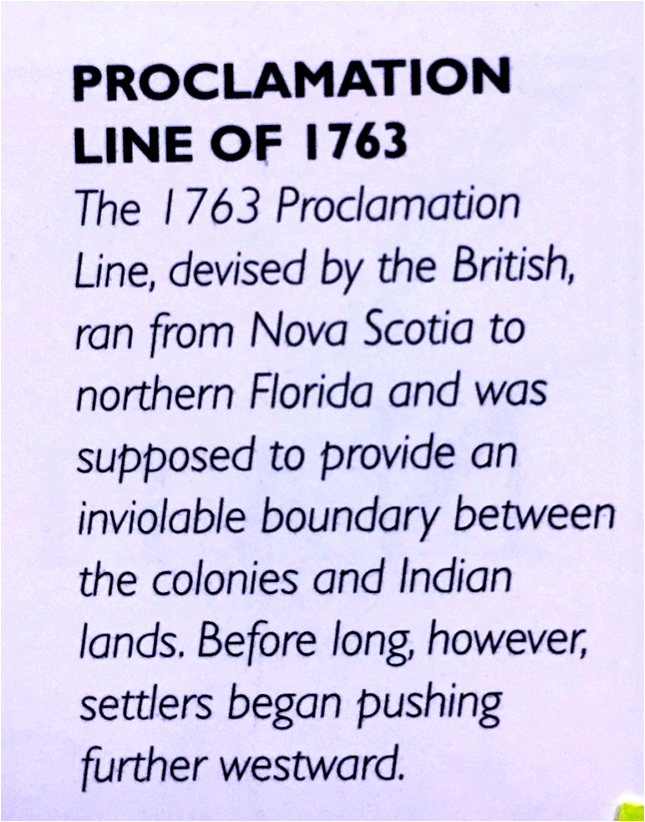 PROCLAMATION
LINE OF 1763
The 1763 Proclamation
Line, devised by the British,
ran from Nova Scotia to
northern Florida and was
supposed to provide an
inviolable boundary between
the colonies and Indian
lands. Before long, however,
settlers began pushing
further westward.